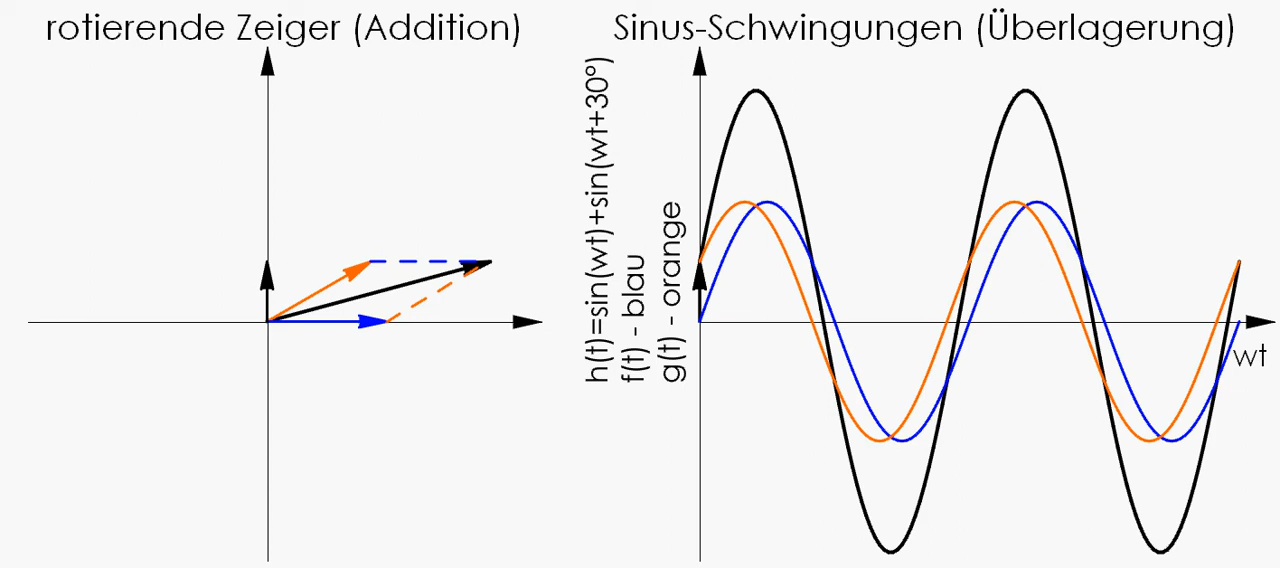 rotierende Zeiger (Addition)
Sinus-Schwingungen (Überlagerung)
h(t)=sin(wt)+sin(wt+30°)
f(t) - blau
g(t) - orange
wt